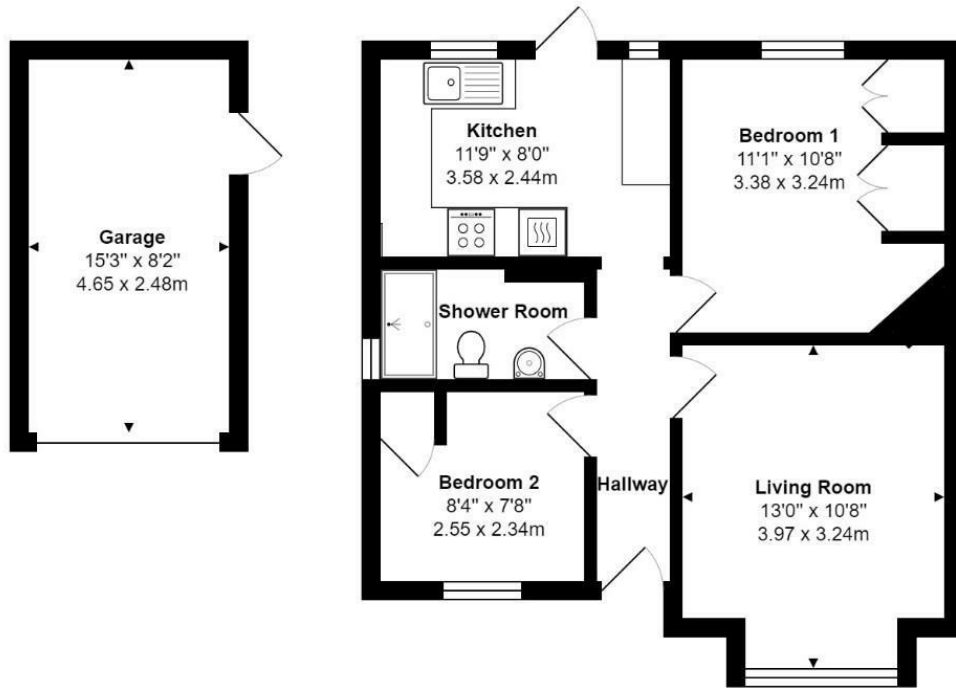 Kitchen
11'9" x 8'0"
3.58 x 2.44m
Bedroom 1
11'1" x 10'8"
3.38 x 3.24m
Garage
15'3" x 8'2"
4.65 x 2.48m
Shower Room
Bedroom 2
8'4" x 7'8"
2.55 x 2.34m
Hallway
Living Room
13'0" x 10'8"
3.97 x 3.24m